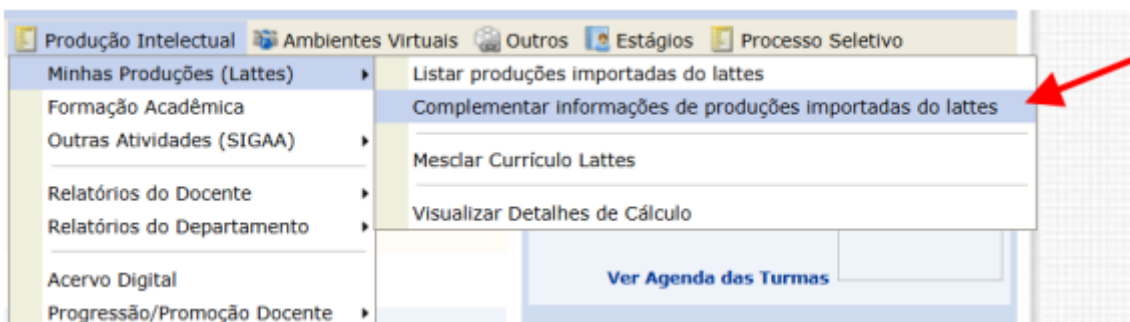 Produção Intelectual Ambientes Virtuais Outros Estágios Processo Seletivo
Minhas Produções (Lattes)
Formação Acadêmica
Outras Atividades (SIGAA)
Relatórios do Docente
Relatórios do Departamento
Acervo Digital
Progressão/Promoção Docente
Listar produções importadas do lattes
Complementar informações de produções importadas do lattes
Mesclar Currículo Lattes
Visualizar Detalhes de Cálculo
Ver Agenda das Turmas